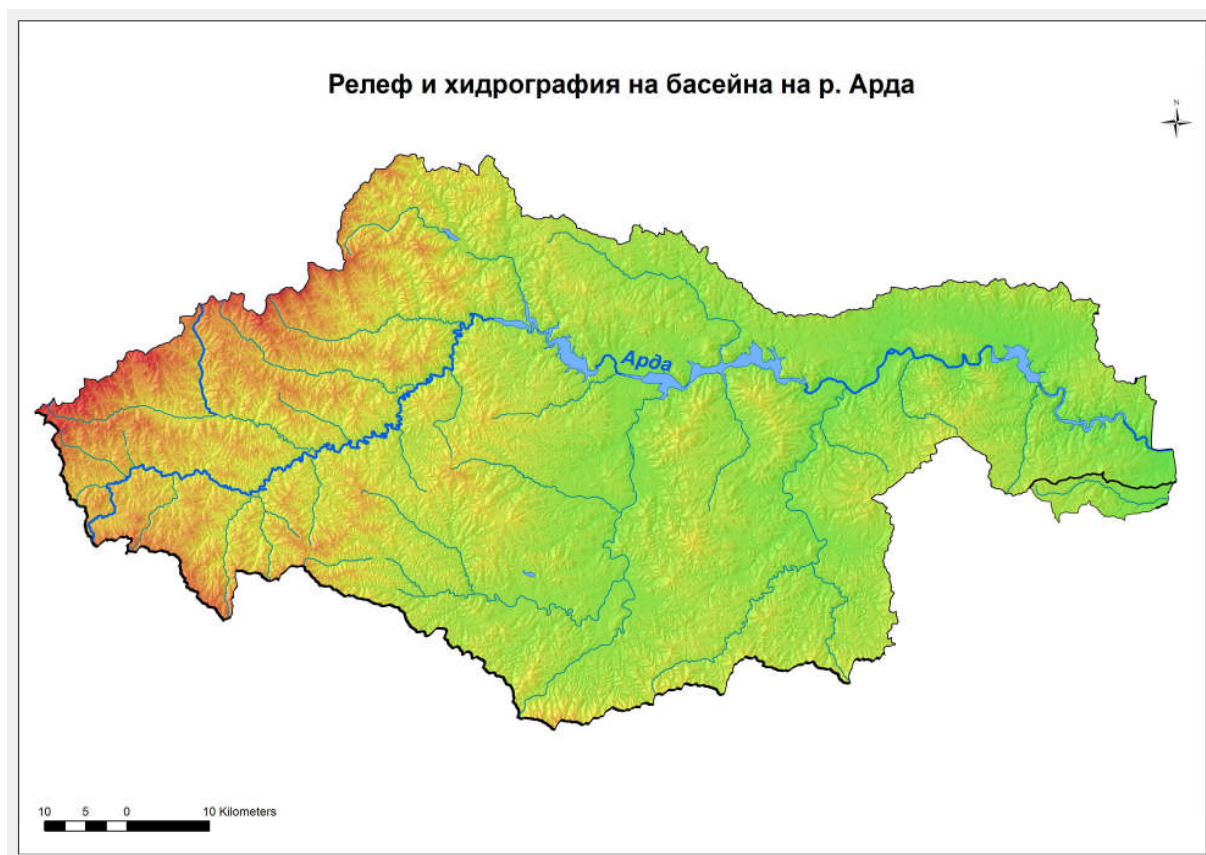 Релеф и хидрография на басейна на р. Арда
N
Арда
10 5 0 10 Kilometers